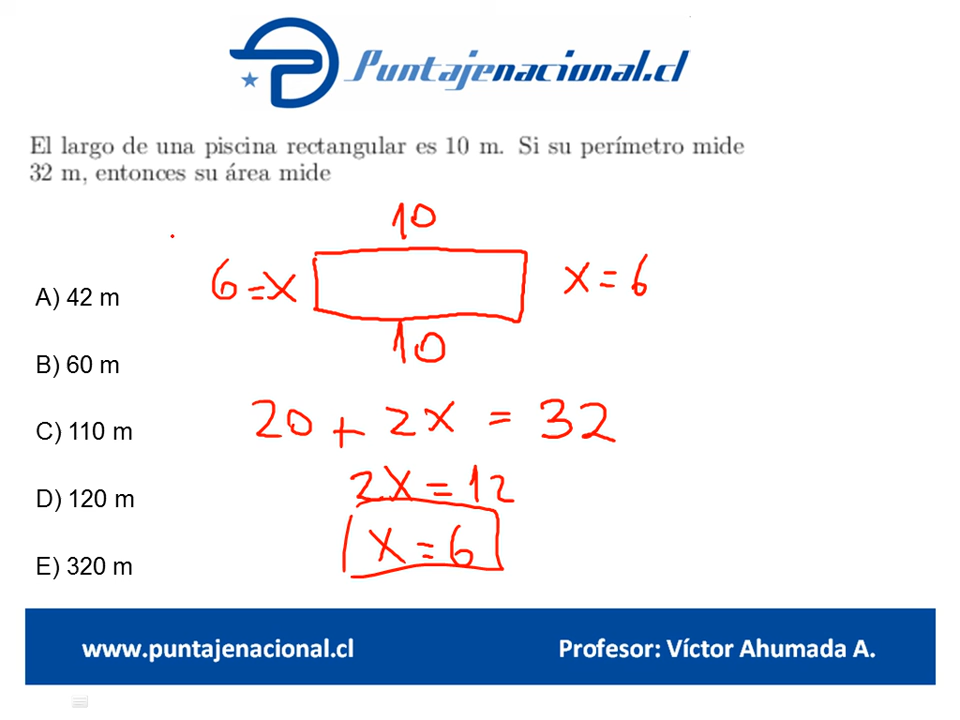 Puntajenacional.cl
El largo de una piscina rectangular es 10 m. Si su perímetro mide
32 m, entonces su área mide
10
6=x
x=6
10
A) 42 m
B) 60 m
C) 110 m
20+2x=32
D) 120 m
2x=12
x=6
E) 320 m
www.puntajenacional.cl
Profesor: Víctor Ahumada A.